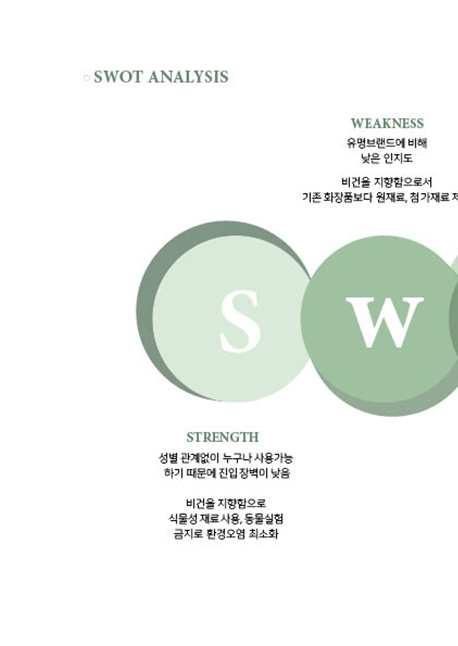 SWOT ANALYSIS
WEAKNESS
유명브랜드에 비해
낮은 인지도
비건을 지향함으로서
기존 화장품보다 원재료, 첨가재료
S
W
STRENGTH
성별 관계없이 누구나 사용가능
하기 때문에 진입장벽이 낮음
비건을 지향함으로
식물성 재료사용, 동물실험
금지로 환경오염 최소화